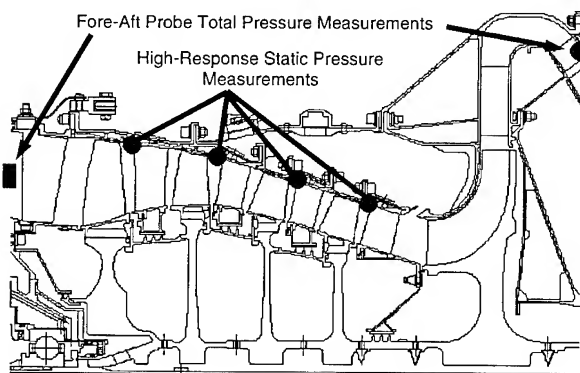 Fore-Aft Probe Total Pressure Measurements
High-Response Static Pressure
Measurements